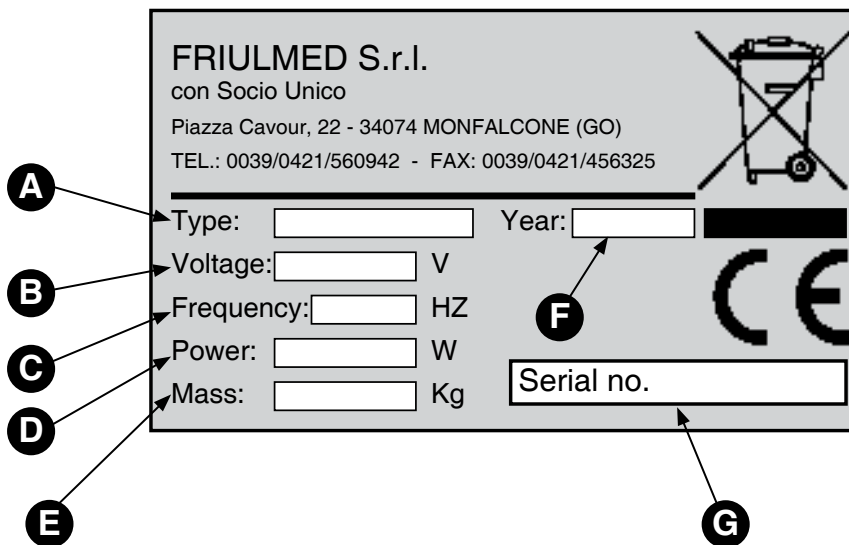 FRIULMED S.r.l.
con Socio Unico
Piazza Cavour, 22 - 34074 MONFALCONE (GO)
TEL.: 0039/0421/560942 - FAX: 0039/0421/456325
A
Type: Year:
B
Voltage: V
F
C
Frequency: HZ
CE
D
Power: W
E
Mass: Kg
Serial no.
G